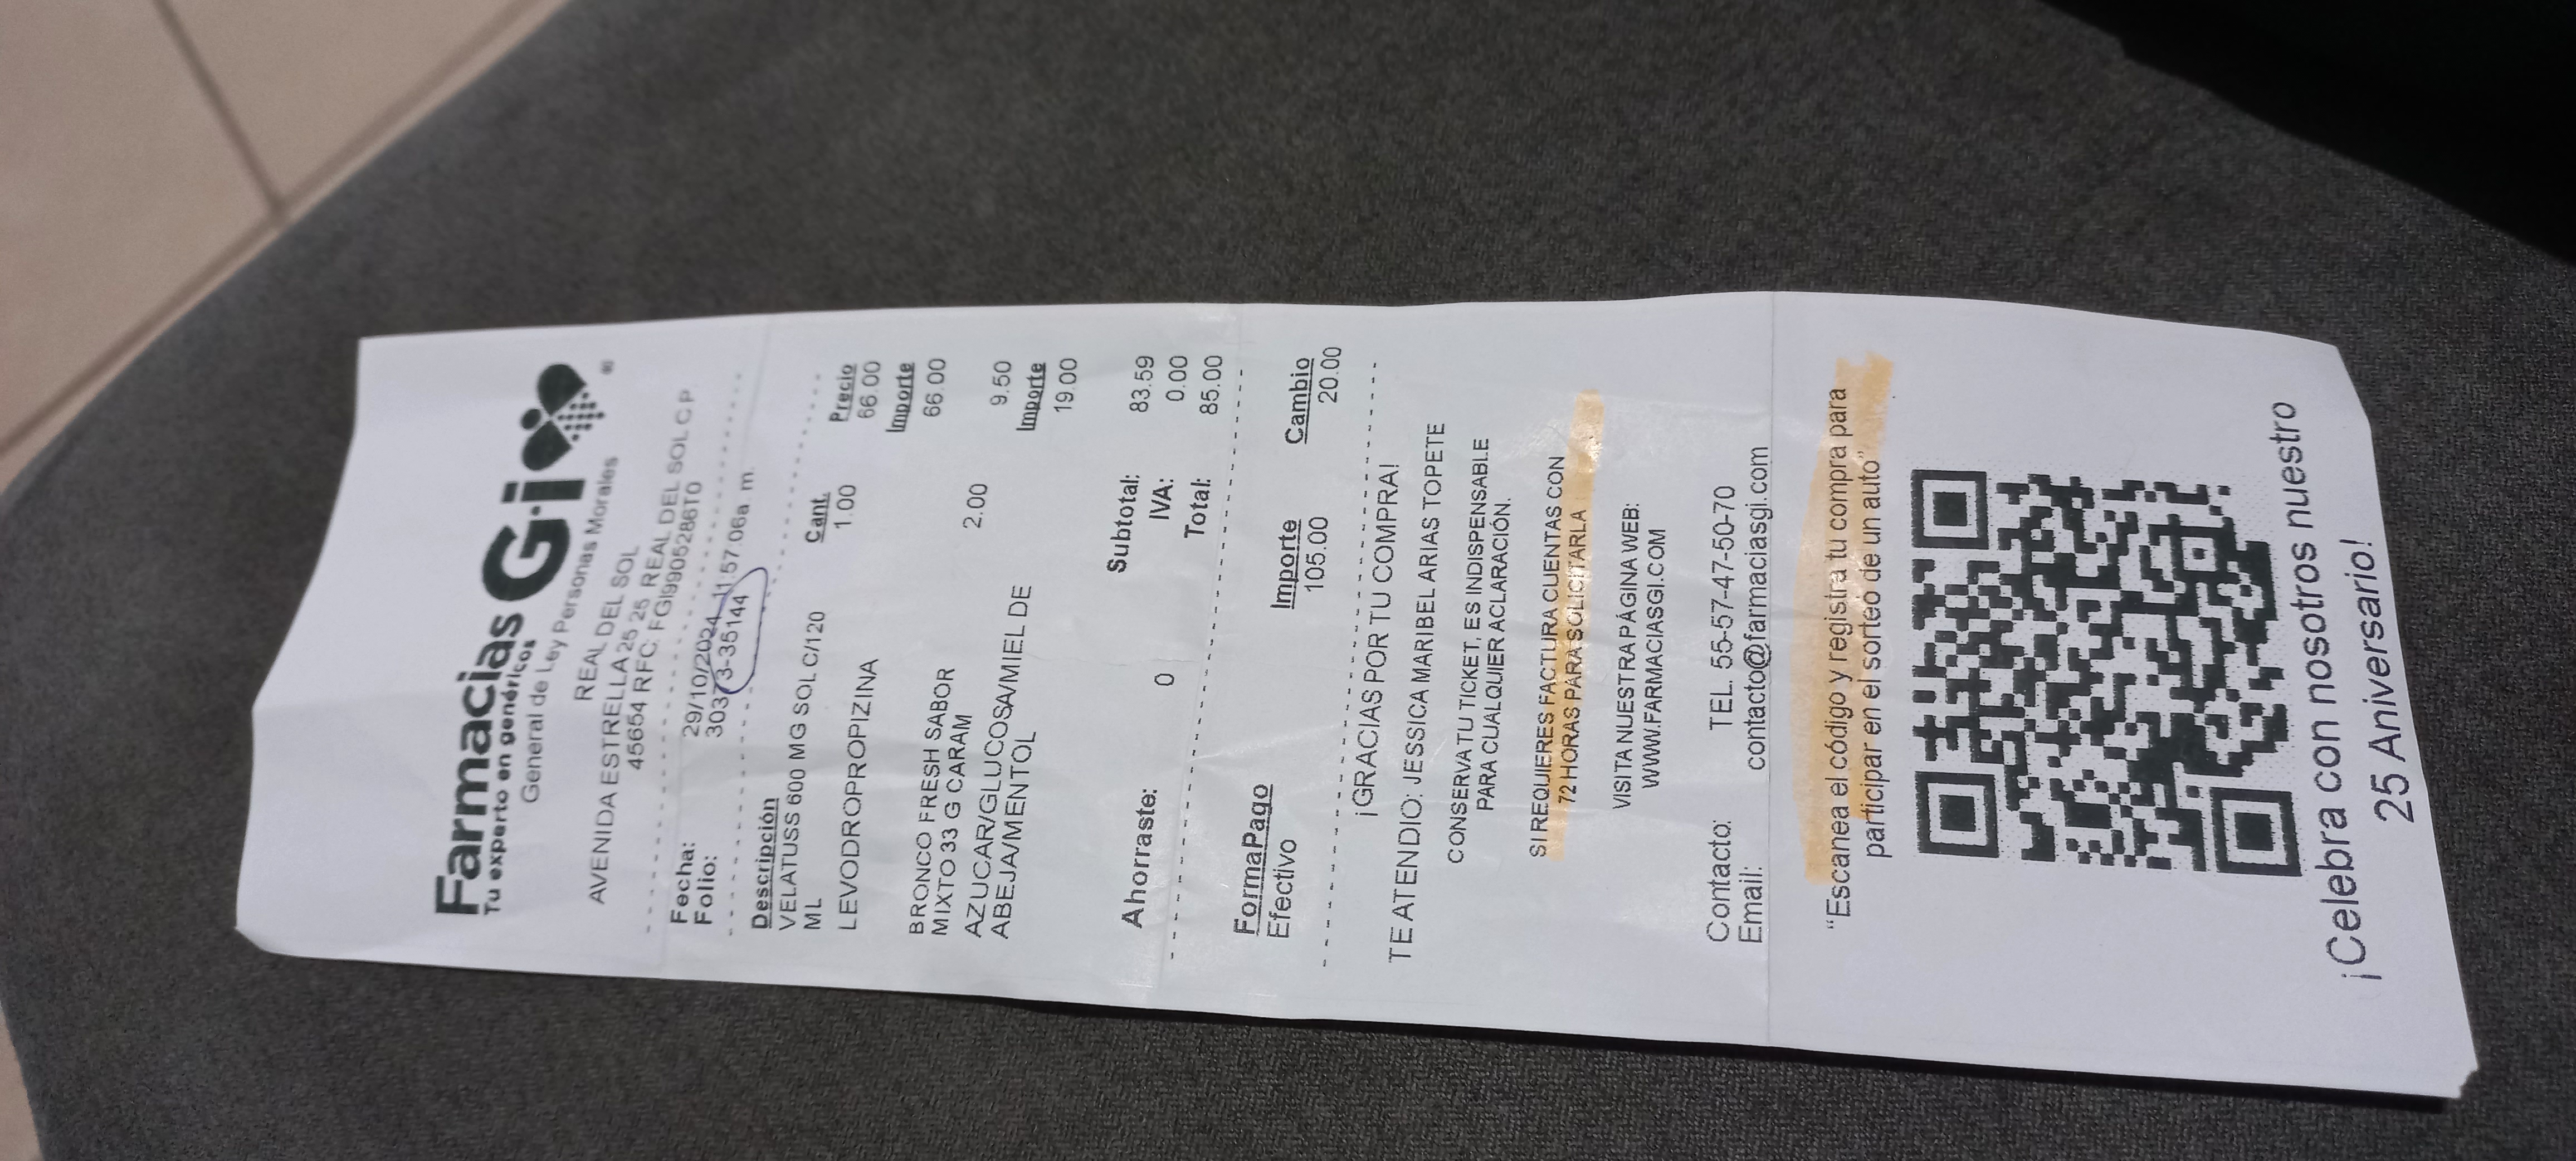 Farmacias Gi
Tu experto en genéricos
General de Ley Personas Morales
REAL DEL SOL
AVENIDA ESTRELLA 25 25 REAL DEL SOL C P
45654 RFC: FGI9905286T0
Fecha: 29/10/2024 11:57:06a. m.
Folio: 3033-35144
Descripción Cant. Precio
VELATUSS 600 MG SOL C/120 1.00 66.00
ML Importe
LEVODROPROPIZINA 66.00
BRONCO FRESH SABOR 2.00 9.50
MIXTO 33 G CARAM Importe
AZUCAR/GLUCOSA/MIEL DE 19.00
ABEJA/MENTOL
Subtotal: 83.59
Ahorraste: 0 IVA: 0.00
Total: 85.00
FormaPago Importe Cambio
Efectivo 105.00 20.00
¡GRACIAS POR TU COMPRA!
TE ATENDIO: JESSICA MARIBEL ARIAS TOPETE
CONSERVA TU TICKET, ES INDISPENSABLE
PARA CUALQUIER ACLARACIÓN.
SI REQUIERES FACTURA CUENTAS CON
72 HORAS PARA SOLICITARLA
VISITA NUESTRA PÁGINA WEB:
WWW.FARMACIASGI.COM
Contacto: TEL. 55-57-47-50-70
Email: contacto@farmaciasgi.com
"Escanea el código y registra tu compra para
participar en el sorteo de un auto"
¡Celebra con nosotros nuestro
25 Aniversario!